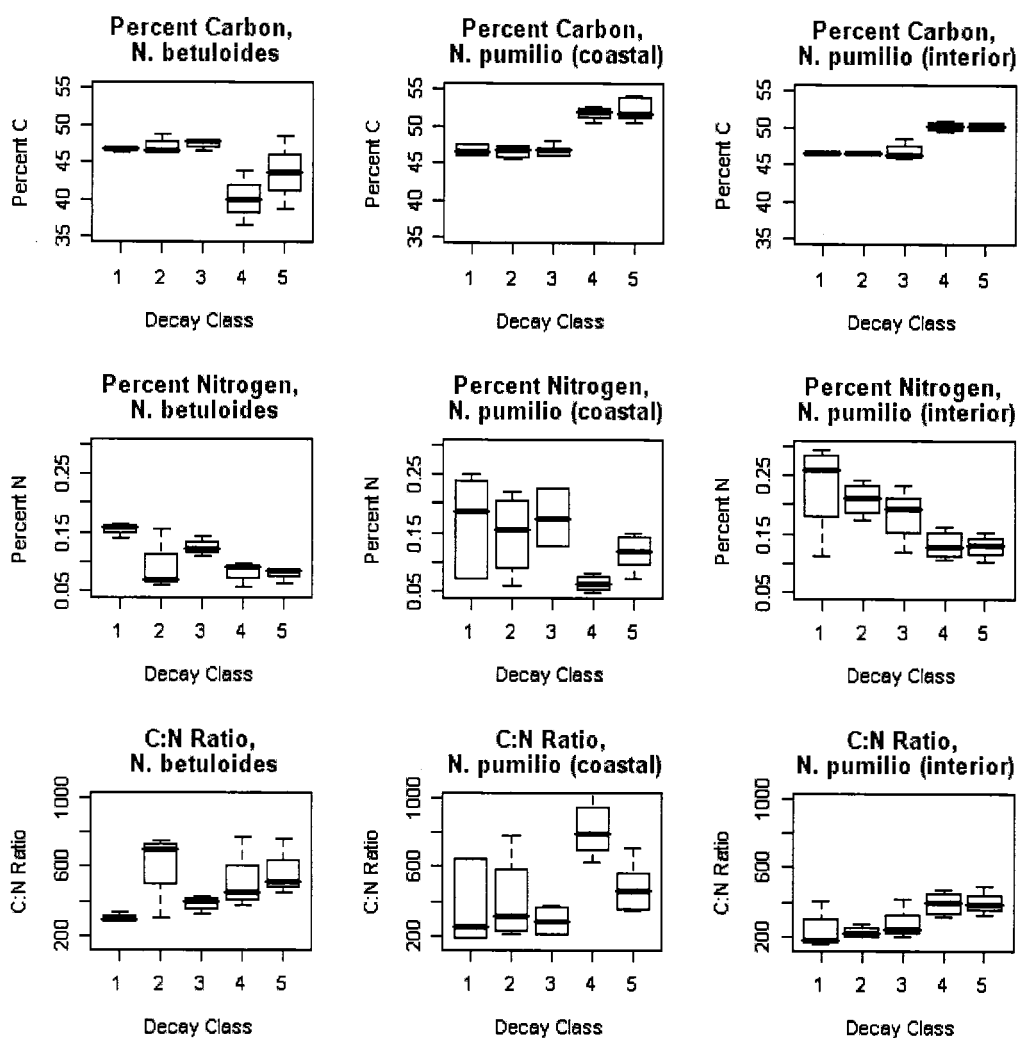 Percent Carbon,
N. betuloides
Percent C
55
50
45
40
35
1 2 3 4 5
Decay Class
Percent Carbon,
N. pumilio (coastal)
Percent C
55
50
45
40
35
1 2 3 4 5
Decay Class
Percent Carbon,
N. pumilio (interior)
Percent C
55
50
45
40
35
1 2 3 4 5
Decay Class
Percent Nitrogen,
N. betuloides
Percent N
0.25
0.15
0.05
1 2 3 4 5
Decay Class
Percent Nitrogen,
N. pumilio (coastal)
Percent N
0.25
0.15
0.05
1 2 3 4 5
Decay Class
Percent Nitrogen,
N. pumilio (interior)
Percent N
0.25
0.15
0.05
1 2 3 4 5
Decay Class
C:N Ratio,
N. betuloides
C:N Ratio
1000
600
200
1 2 3 4 5
Decay Class
C:N Ratio,
N. pumilio (coastal)
C:N Ratio
1000
600
200
1 2 3 4 5
Decay Class
C:N Ratio,
N. pumilio (interior)
C:N Ratio
1000
600
200
1 2 3 4 5
Decay Class